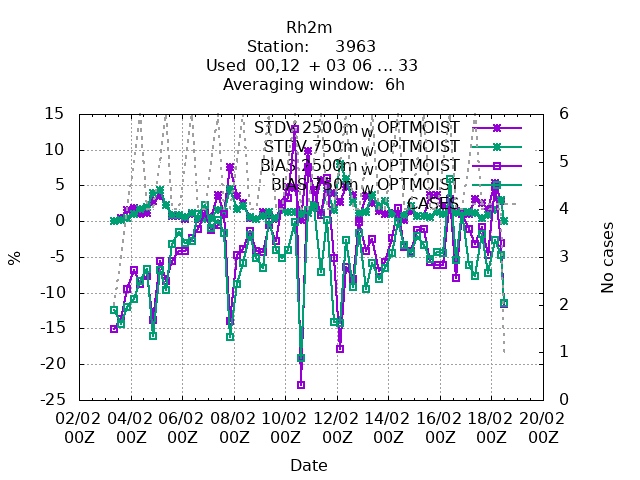 Rh2m
Station: 3963
Used 00,12 + 03 06 ... 33
Averaging window: 6h
STDV 2500m_w_OPTMOIST
STDV 750m_w_OPTMOIST
BIAS 2500m_w_OPTMOIST
BIAS 750m_w_OPTMOIST
CASES
15
10
5
0
-5
-10
-15
-20
-25
6
5
4
3
2
1
0
%
No cases
02/02 04/02 06/02 08/02 10/02 12/02 14/02 16/02 18/02 20/02
00Z 00Z 00Z 00Z 00Z 00Z 00Z 00Z 00Z 00Z
Date